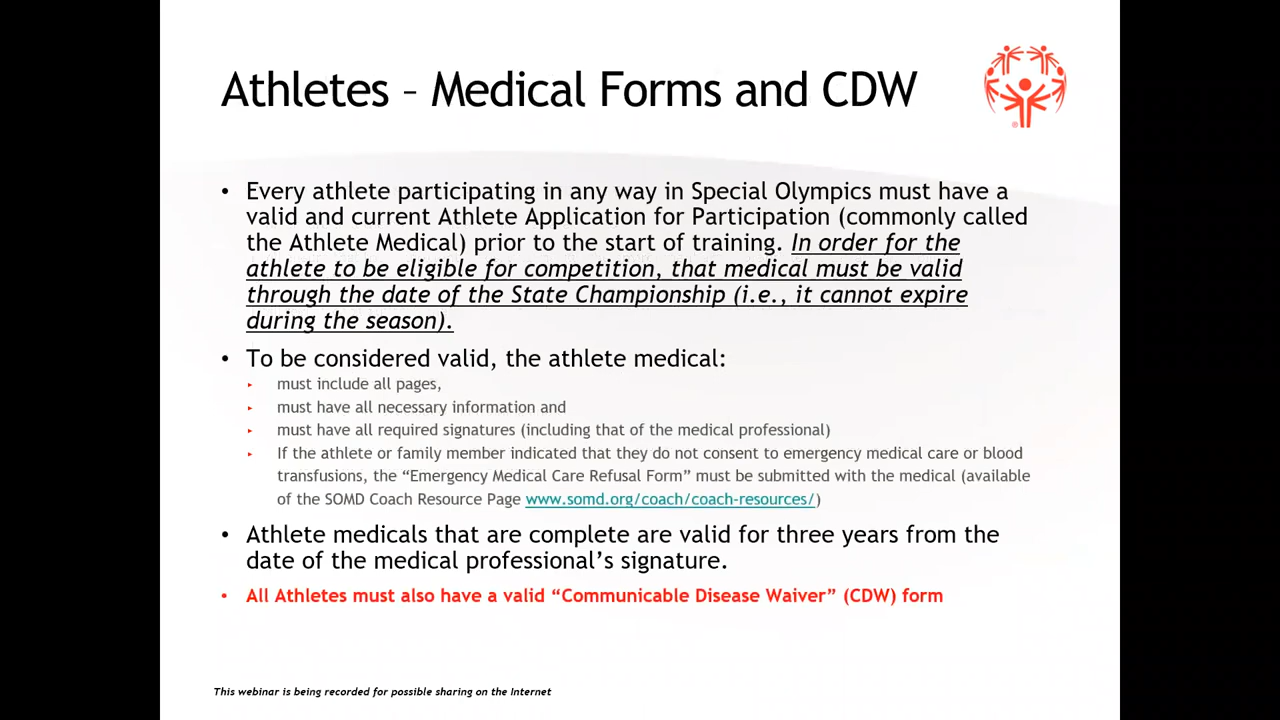 Athletes – Medical Forms and CDW
• Every athlete participating in any way in Special Olympics must have a
valid and current Athlete Application for Participation (commonly called
the Athlete Medical) prior to the start of training. In order for the
athlete to be eligible for competition, that medical must be valid
through the date of the State Championship (i.e., it cannot expire
during the season).
• To be considered valid, the athlete medical:
▸ must include all pages,
▸ must have all necessary information and
▸ must have all required signatures (including that of the medical professional)
▸ If the athlete or family member indicated that they do not consent to emergency medical care or blood
transfusions, the “Emergency Medical Care Refusal Form” must be submitted with the medical (available
of the SOMD Coach Resource Page www.somd.org/coach/coach-resources/)
• Athlete medicals that are complete are valid for three years from the
date of the medical professional’s signature.
• All Athletes must also have a valid “Communicable Disease Waiver” (CDW) form
This webinar is being recorded for possible sharing on the Internet